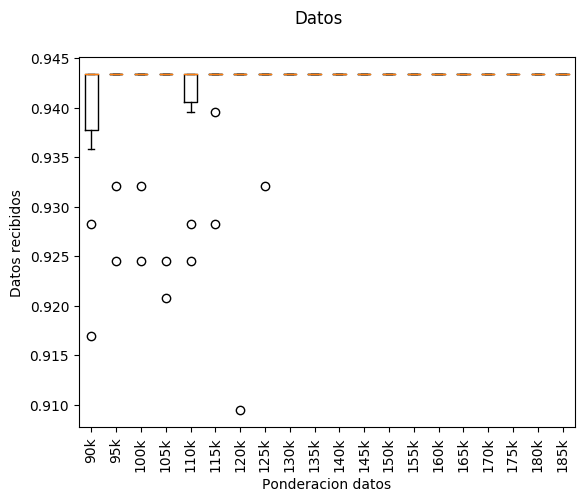 Datos
0.945
0.940
0.935
0.930
0.925
0.920
0.915
0.910
Datos recibidos
90k
95k
100k
105k
110k
115k
120k
125k
130k
135k
140k
145k
150k
155k
160k
165k
170k
175k
180k
185k
Ponderacion datos